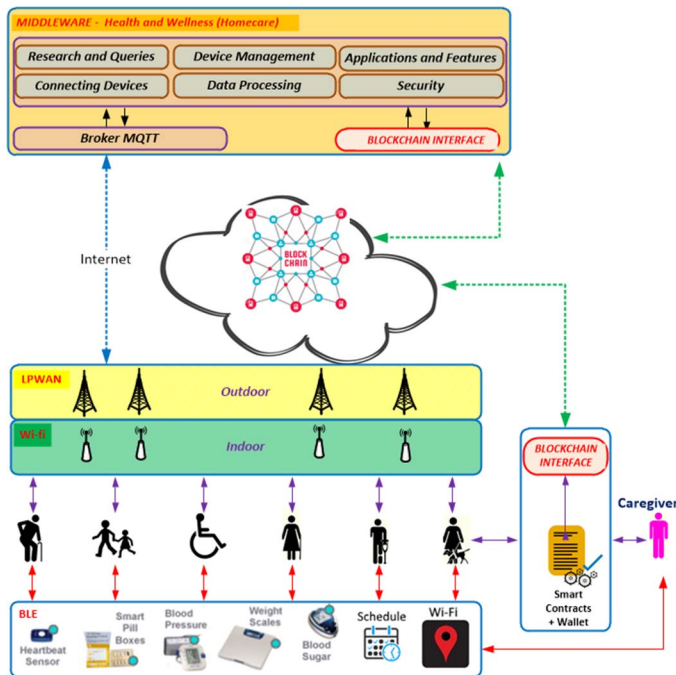 MIDDLEWARE - Health and Wellness (Homecare)
Research and Queries
Device Management
Applications and Features
Connecting Devices
Data Processing
Security
Broker MQTT
BLOCKCHAIN INTERFACE
BLOCK
CHAIN
Internet
LPWAN
Outdoor
Wi-fi
Indoor
BLOCKCHAIN
INTERFACE
Caregiver
Smart
Contracts
+ Wallet
BLE
Heartbeat
Sensor
Smart
Pill
Boxes
Blood
Pressure
Weight
Scales
Blood
Sugar
Schedule
Wi-Fi